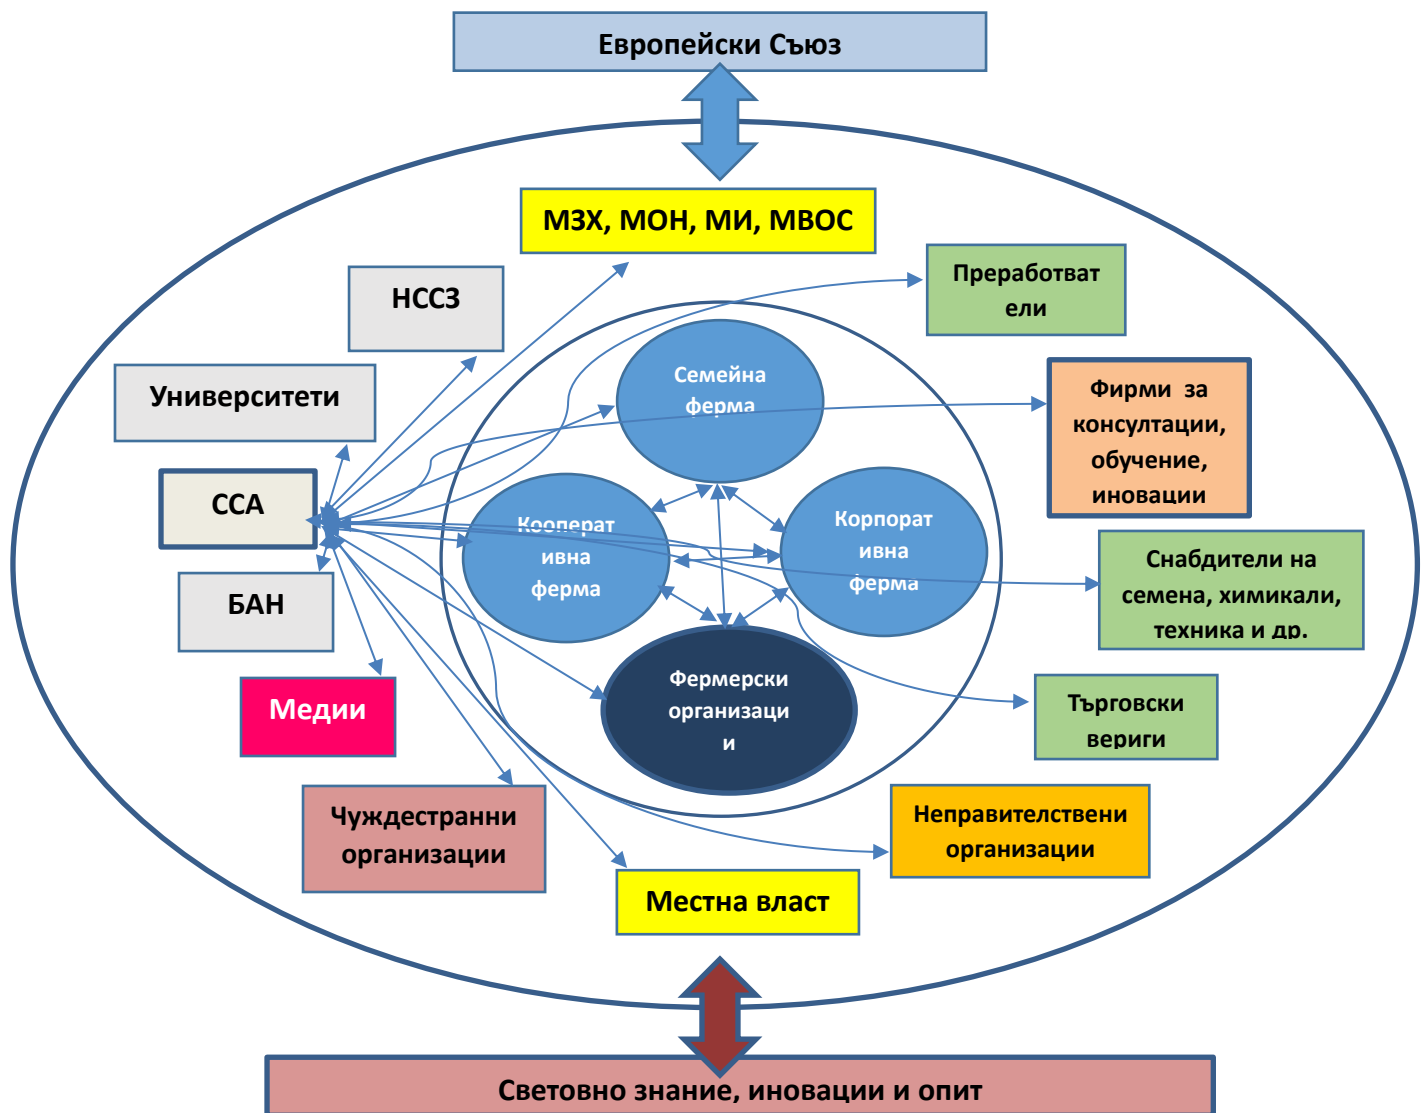 Европейски Съюз
МЗХ, МОН, МИ, МВОС
НССЗ
Преработват
ели
Университети
Семейна
ферма
Фирми за
консултации,
обучение,
иновации
ССА
Кооперат
ивна
ферма
Корпорат
ивна
ферма
Снабдители на
семена, химикали,
техника и др.
БАН
Медии
Фермерски
организаци
и
Търговски
вериги
Чуждестранни
организации
Неправителствени
организации
Местна власт
Световно знание, иновации и опит